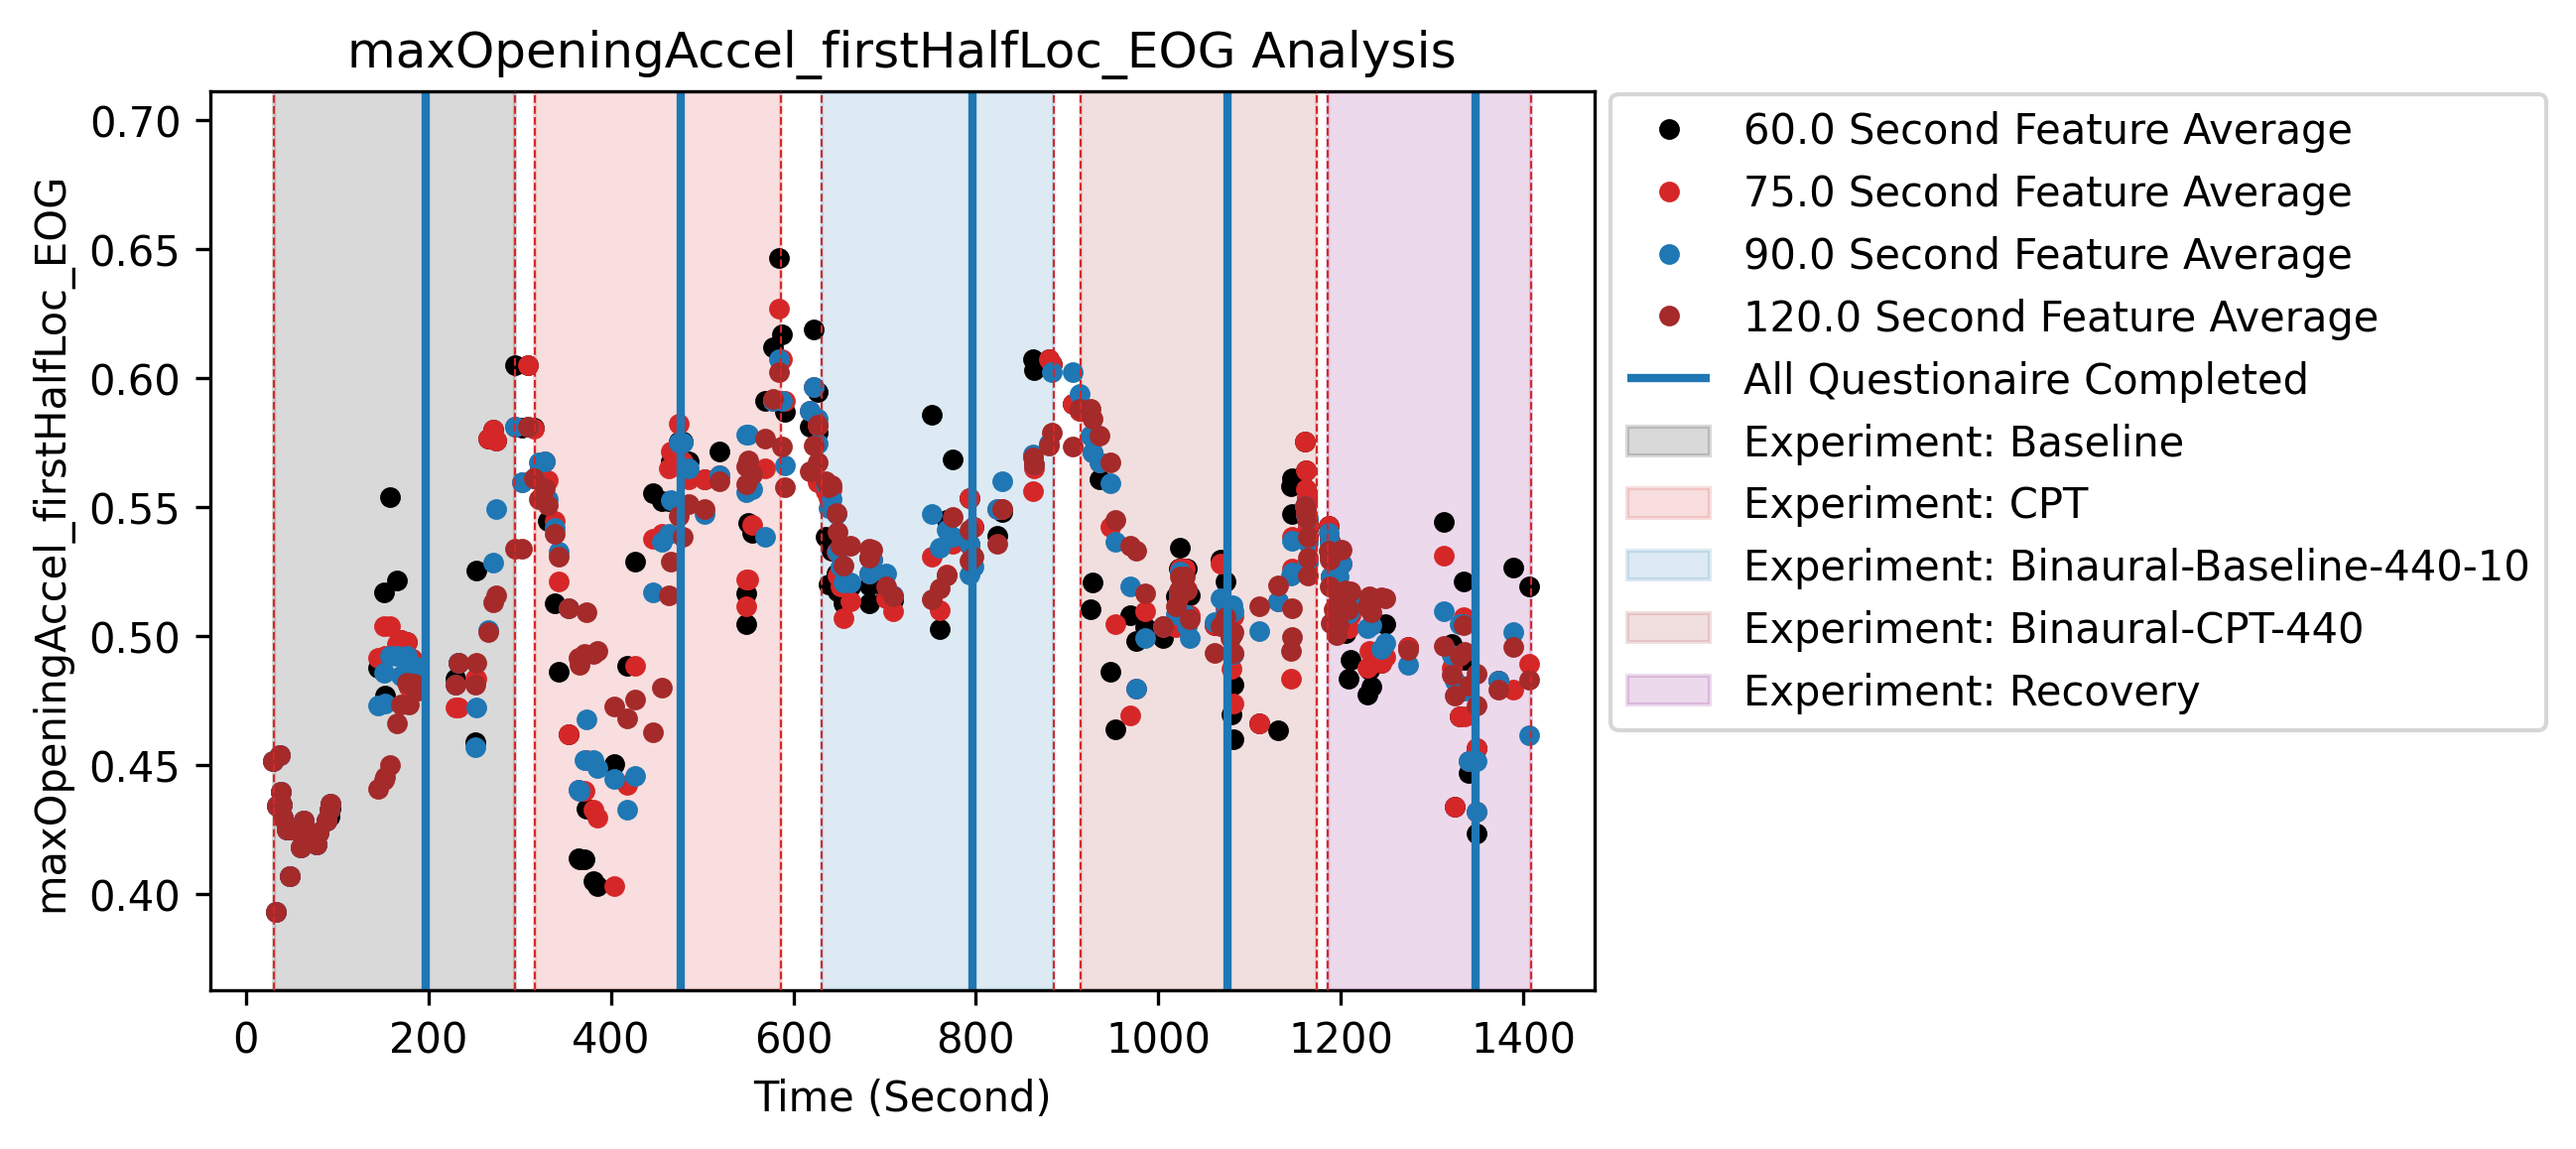 maxOpeningAccel_firstHalfLoc_EOG Analysis
maxOpeningAccel_firstHalfLoc_EOG
0.70
0.65
0.60
0.55
0.50
0.45
0.40
0
200
400
600
800
1000
1200
1400
Time (Second)
60.0 Second Feature Average
75.0 Second Feature Average
90.0 Second Feature Average
120.0 Second Feature Average
All Questionaire Completed
Experiment: Baseline
Experiment: CPT
Experiment: Binaural-Baseline-440-10
Experiment: Binaural-CPT-440
Experiment: Recovery